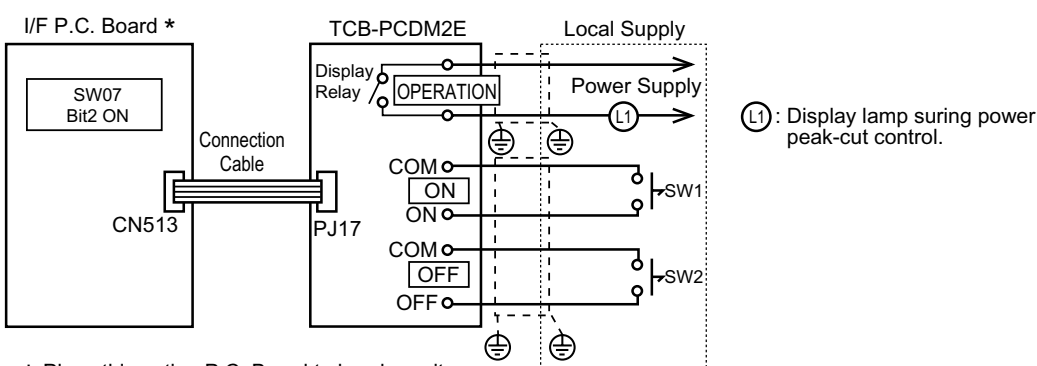 I/F P.C. Board *
TCB-PCDM2E
Local Supply
SW07
Bit2 ON
Display
Relay
OPERATION
Power Supply
L1
L1 : Display lamp suring power
peak-cut control.
Connection
Cable
CN513
PJ17
COM
ON
ON
SW1
COM
OFF
OFF
SW2